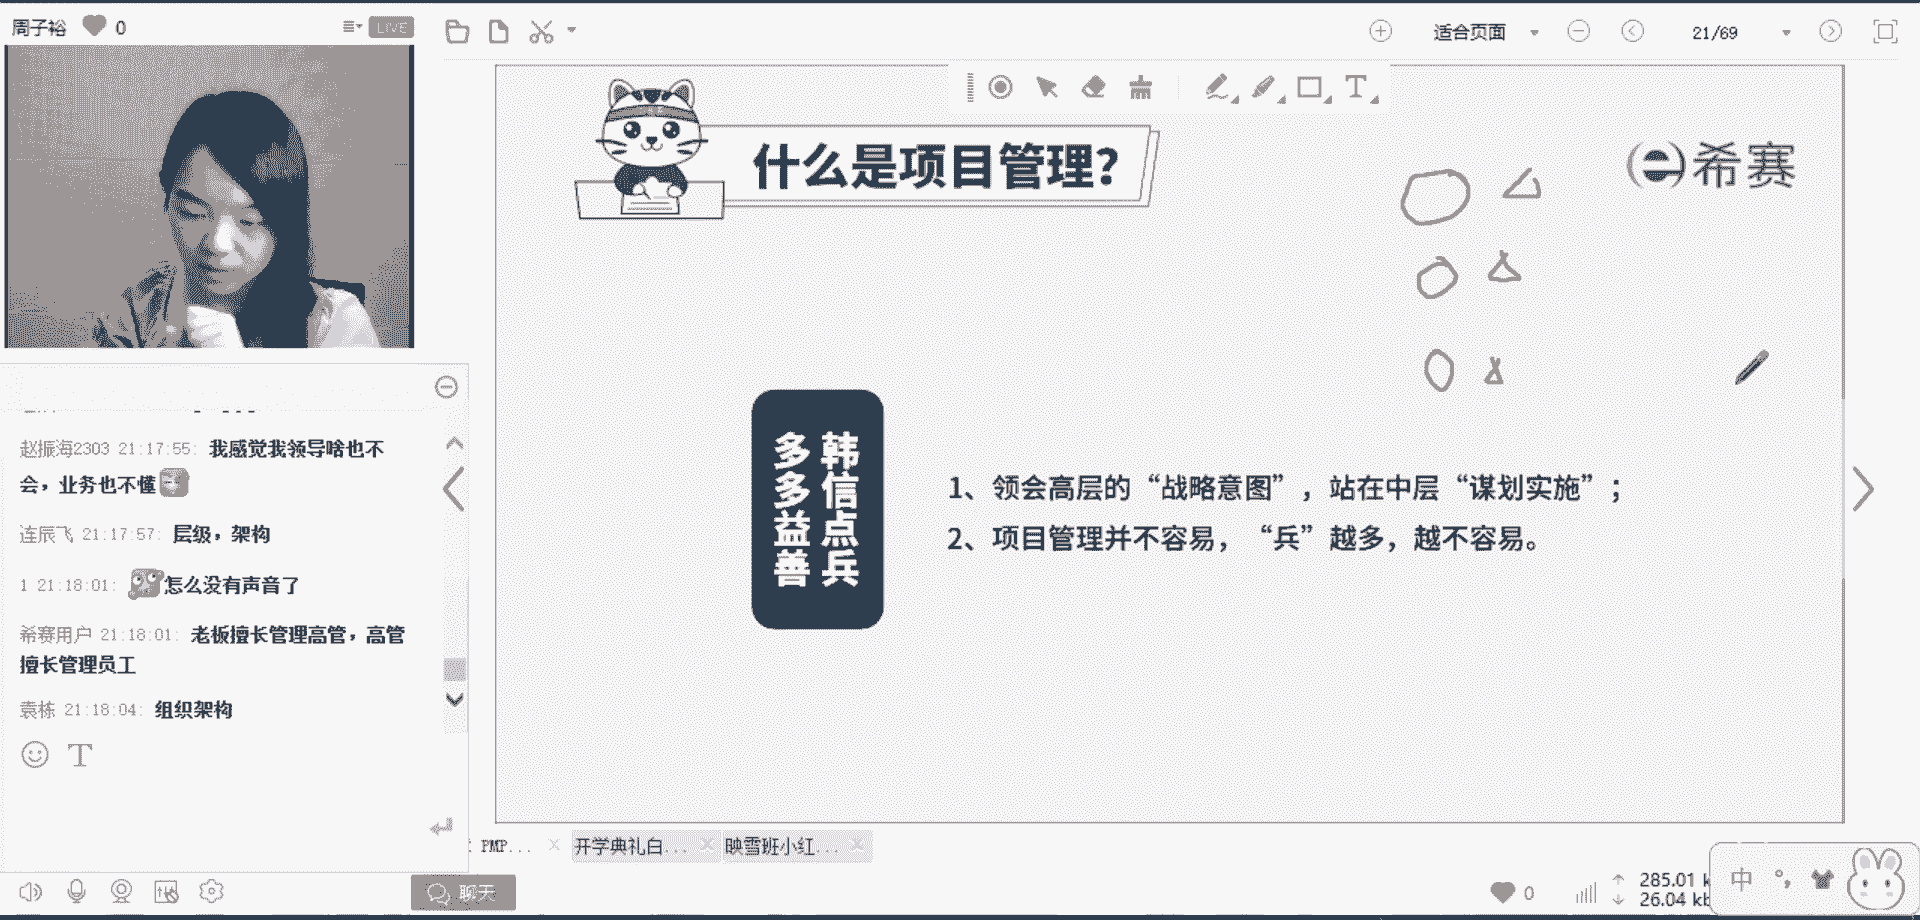 周子裕 0
LIVE
适合页面
21/69
什么是项目管理？
希赛
韩信点兵
多多益善
1、领会高层的“战略意图”，站在中层“谋划实施”；
2、项目管理并不容易，“兵”越多，越不容易。
赵振海2303 21:17:55: 我感觉我领导啥也不
会，业务也不懂
连辰飞 21:17:57: 层级，架构
1 21:18:01: 怎么没有声音了
希赛用户 21:18:01: 老板擅长管理高管，高管
擅长管理员工
袁栋 21:18:04: 组织架构
T
PMP...
开学典礼白...
映雪班小红...
聊天
0
285.01 k
26.04 kb
中